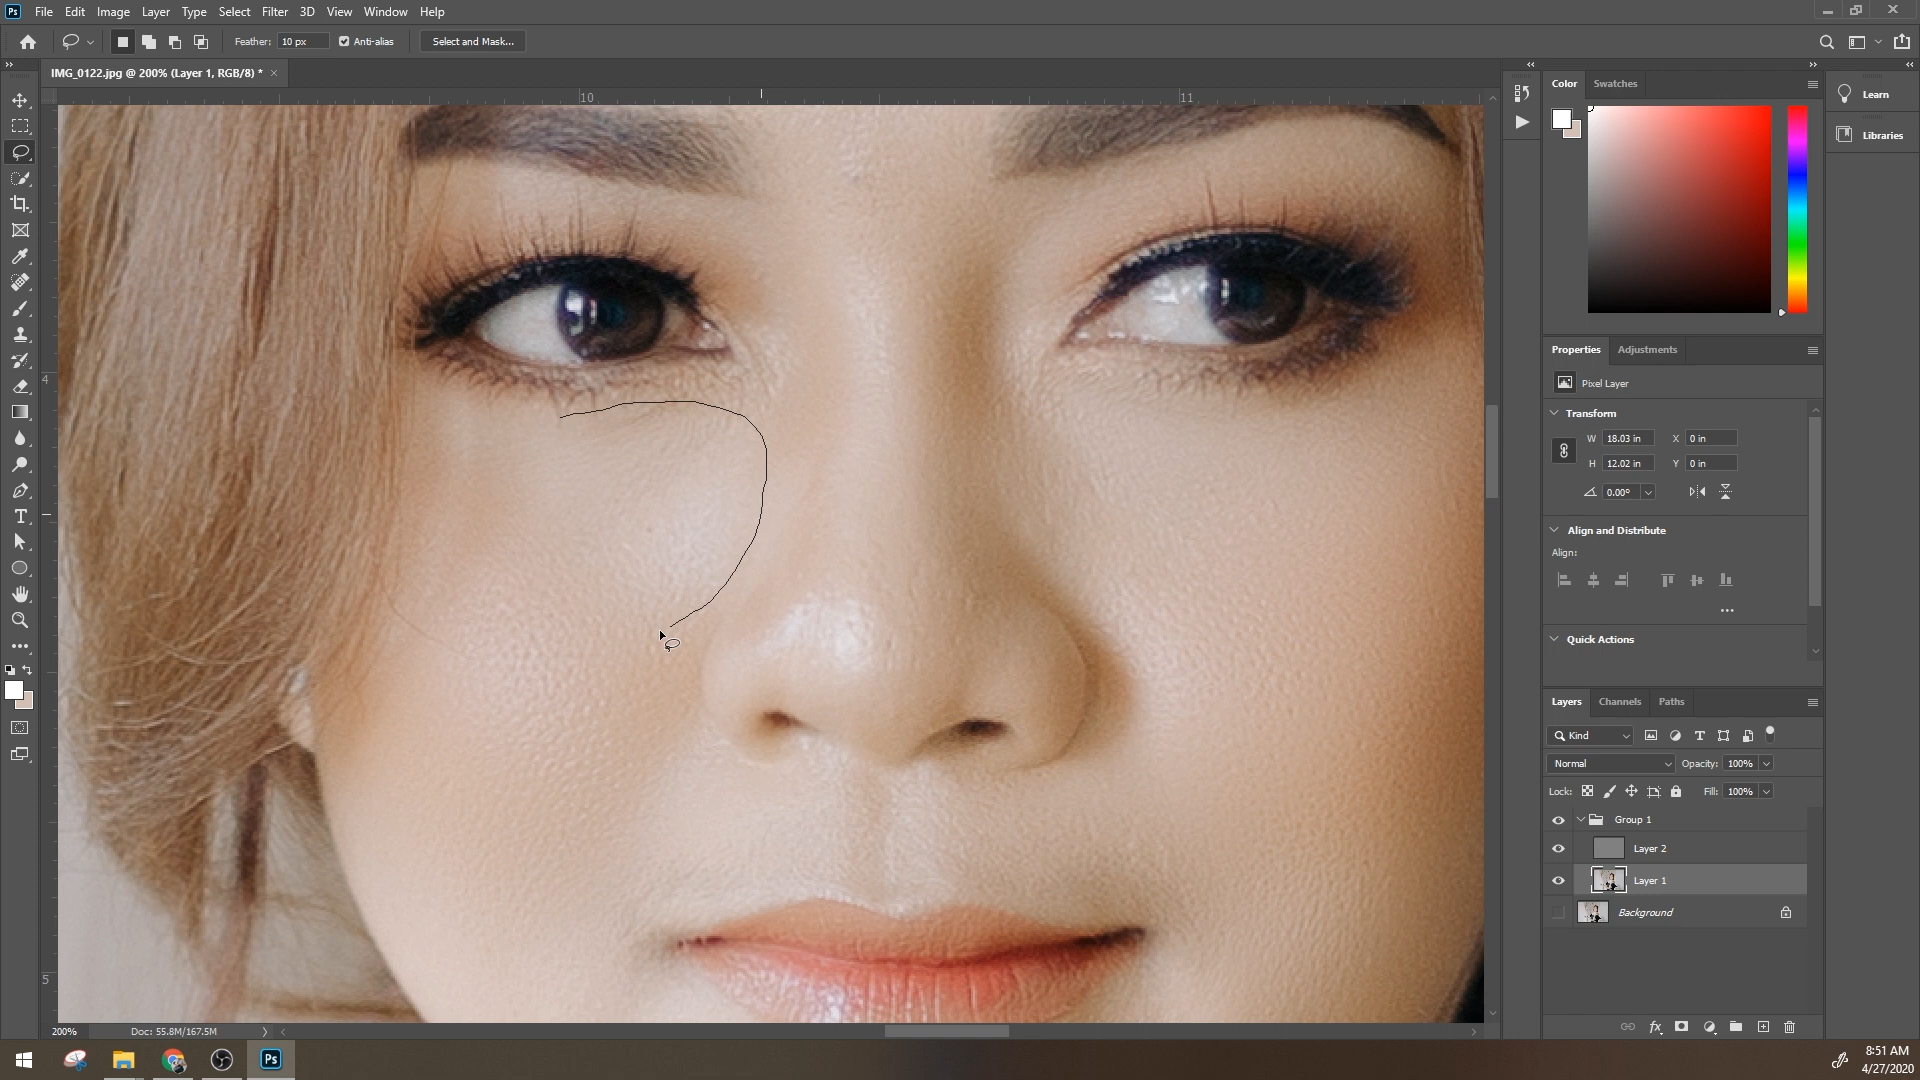 Ps File Edit Image Layer Type Select Filter 3D View Window Help
Feather: 10 px Anti-alias Select and Mask...
IMG_0122.jpg @ 200% (Layer 1, RGB/8) * ×
10 11
4
5
Color Swatches
Learn
Libraries
Properties Adjustments
Pixel Layer
Transform
W 18.03 in X 0 in
H 12.02 in Y 0 in
0.00°
Align and Distribute
Align:
Quick Actions
Layers Channels Paths
Kind
Normal Opacity: 100%
Lock: Fill: 100%
Group 1
Layer 2
Layer 1
Background
fx
200% Doc: 55.8M/167.5M
Ps
8:51 AM
4/27/2020